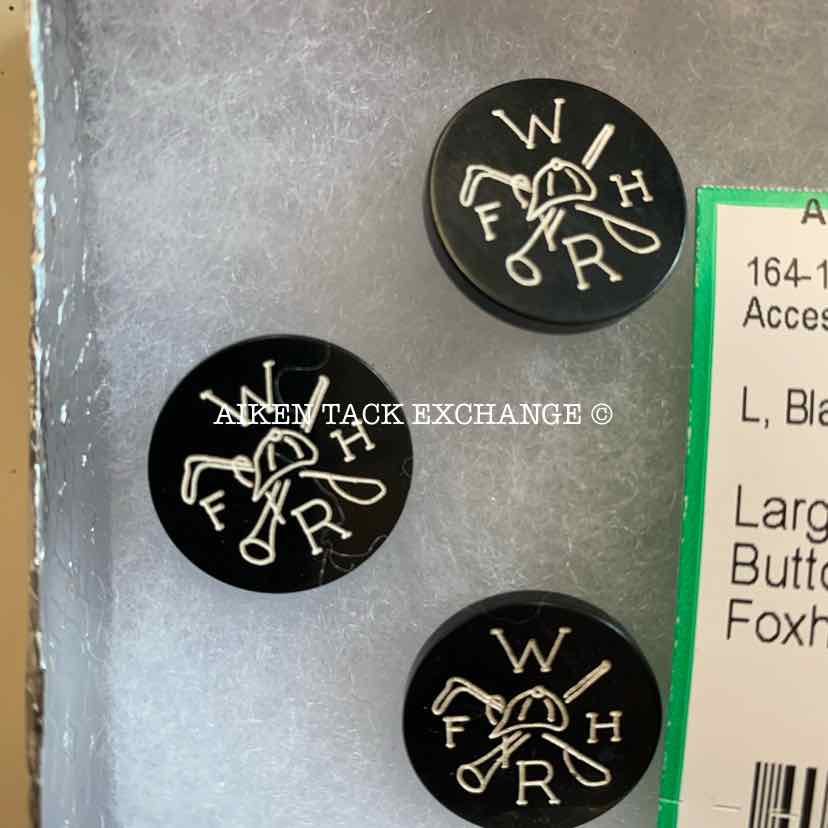 W
F H
R
A
164-1
Acces
L, Bla
Larg
Butto
Foxh
W
F H
R
AIKEN TACK EXCHANGE ©
W
F H
R